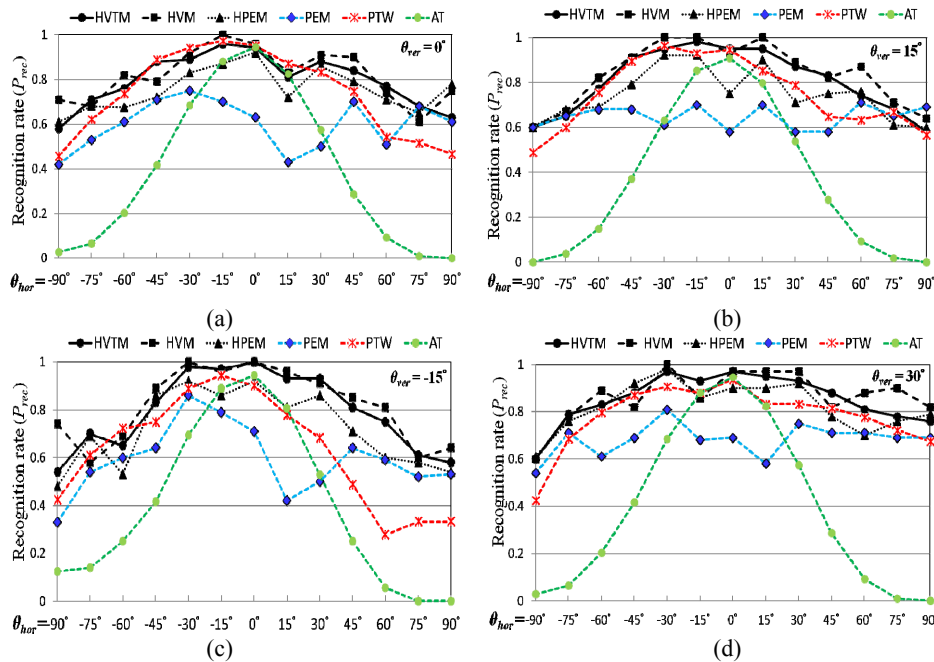 HVTM HVM HPEM PEM PTW AT
θver = 0°
Recognition rate (Prec)
1
0.8
0.6
0.4
0.2
0
θhor= -90° -75° -60° -45° -30° -15° 0° 15° 30° 45° 60° 75° 90°
(a)
HVTM HVM HPEM PEM PTW AT
θver = 15°
Recognition rate (Prec)
1
0.8
0.6
0.4
0.2
0
θhor= -90° -75° -60° -45° -30° -15° 0° 15° 30° 45° 60° 75° 90°
(b)
HVTM HVM HPEM PEM PTW AT
θver = -15°
Recognition rate (Prec)
1
0.8
0.6
0.4
0.2
0
θhor= -90° -75° -60° -45° -30° -15° 0° 15° 30° 45° 60° 75° 90°
(c)
HVTM HVM HPEM PEM PTW AT
θver = 30°
Recognition rate (Prec)
1
0.8
0.6
0.4
0.2
0
θhor= -90° -75° -60° -45° -30° -15° 0° 15° 30° 45° 60° 75° 90°
(d)